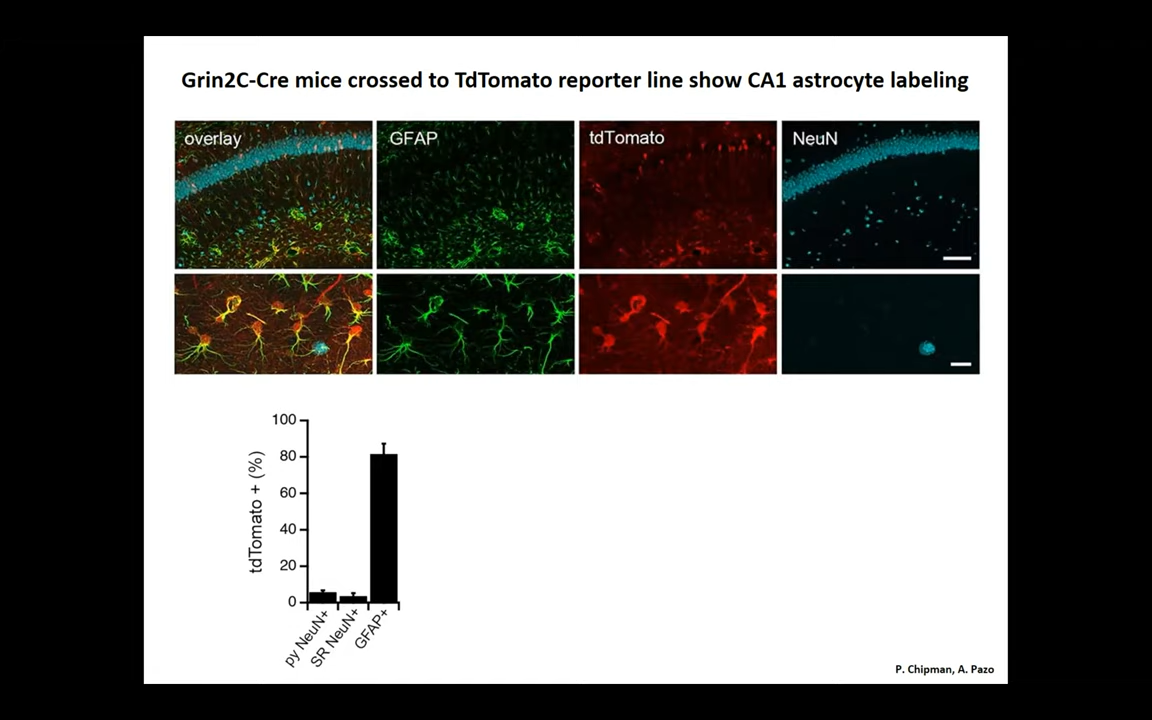 Grin2C-Cre mice crossed to TdTomato reporter line show CA1 astrocyte labeling
overlay
GFAP
tdTomato
NeuN
tdTomato + (%)
100
80
60
40
20
0
py NeuN+
SR NeuN+
GFAP+
P. Chipman, A. Pazo